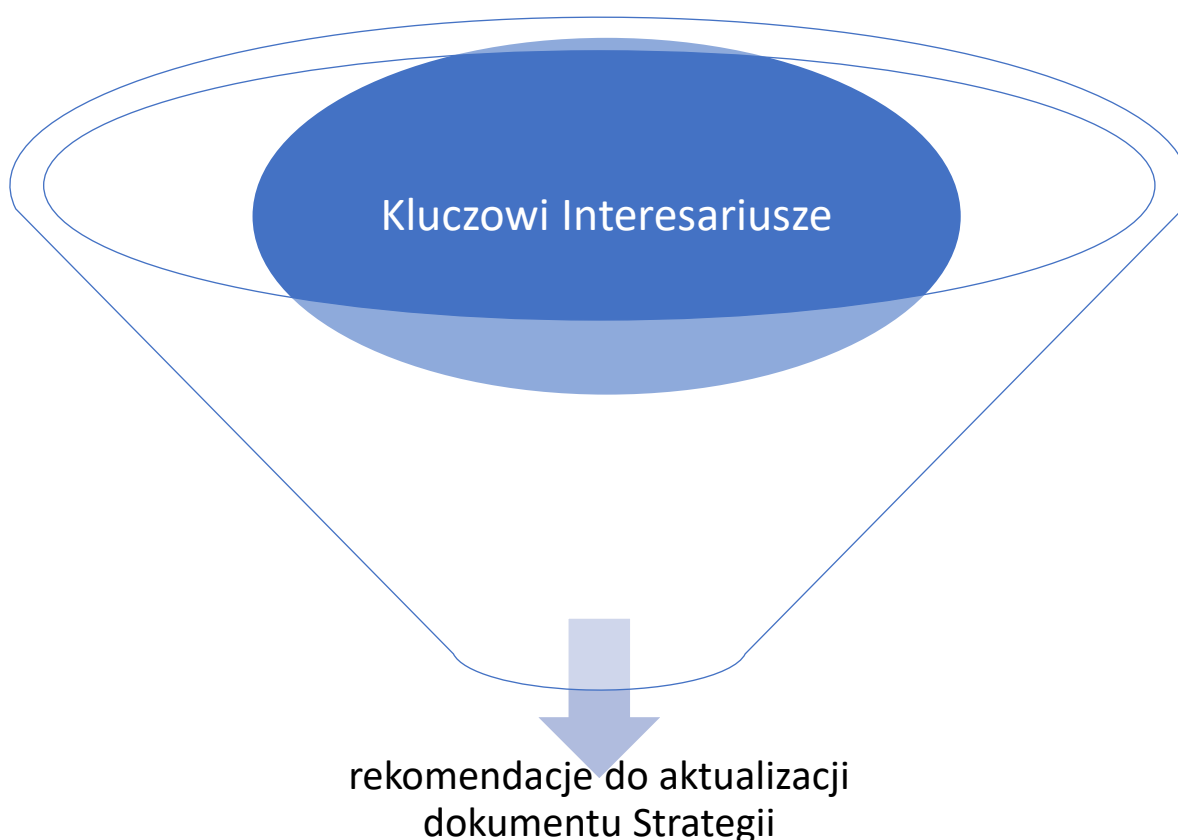 Kluczowi Interesariusze
rekomendacje do aktualizacji
dokumentu Strategii